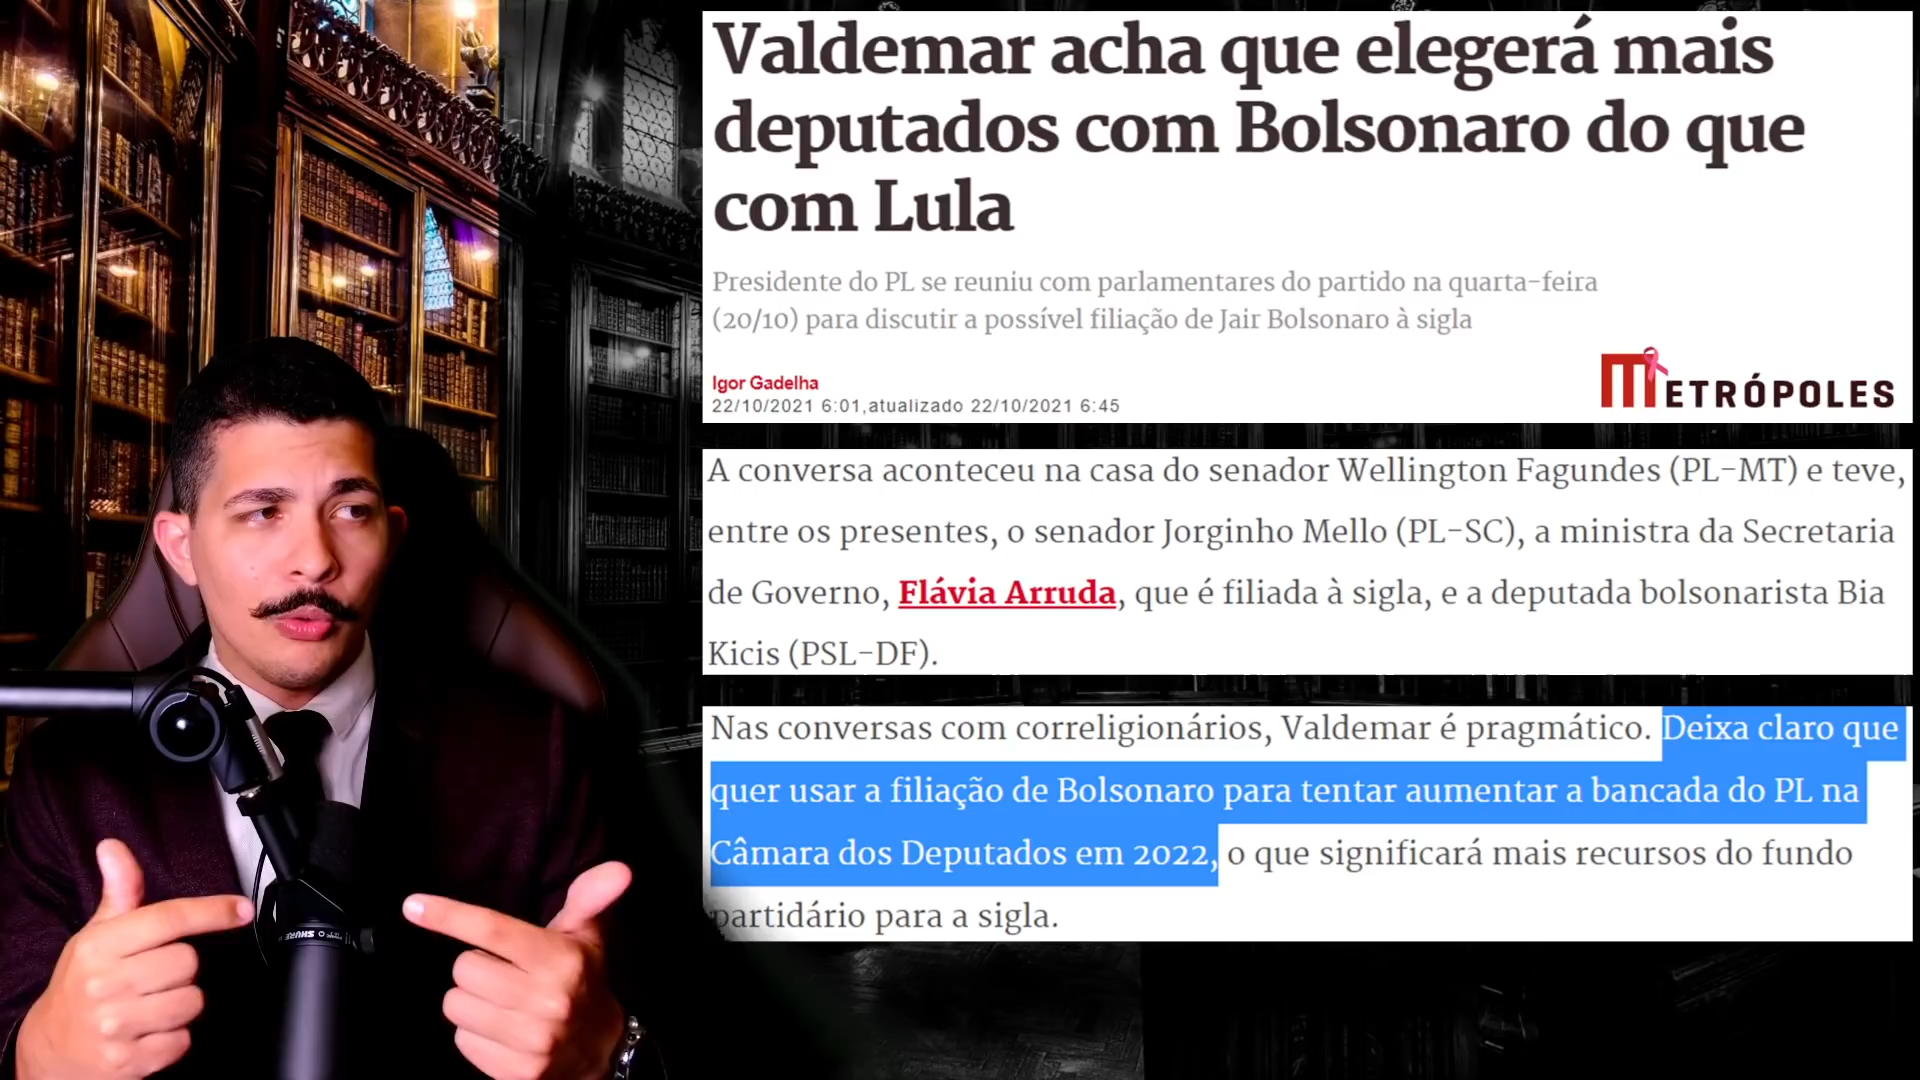 Valdemar acha que elegerá mais
deputados com Bolsonaro do que
com Lula
Presidente do PL se reuniu com parlamentares do partido na quarta-feira
(20/10) para discutir a possível filiação de Jair Bolsonaro à sigla
Igor Gadelha
22/10/2021 6:01,atualizado 22/10/2021 6:45
METRÓPOLES
A conversa aconteceu na casa do senador Wellington Fagundes (PL-MT) e teve,
entre os presentes, o senador Jorginho Mello (PL-SC), a ministra da Secretaria
de Governo, Flávia Arruda, que é filiada à sigla, e a deputada bolsonarista Bia
Kicis (PSL-DF).
Nas conversas com correligionários, Valdemar é pragmático. Deixa claro que
quer usar a filiação de Bolsonaro para tentar aumentar a bancada do PL na
Câmara dos Deputados em 2022, o que significará mais recursos do fundo
partidário para a sigla.
SHURE